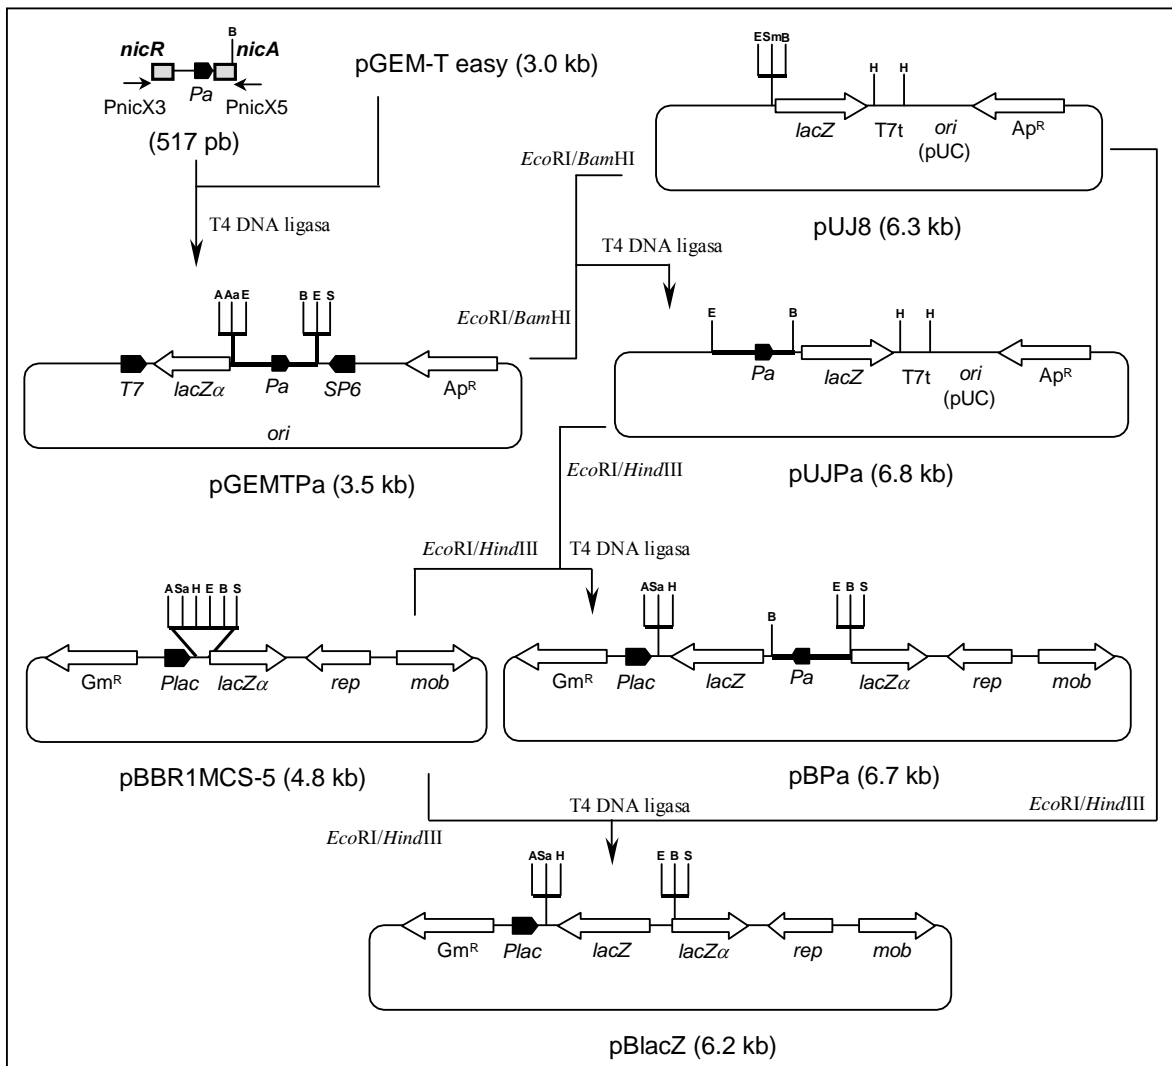 B
nicR nicA
Pa
PnicX3 PnicX5
(517 pb)
pGEM-T easy (3.0 kb)
T4 DNA ligasa
ESmB
H H
lacZ T7t ori ApR
(pUC)
pUJ8 (6.3 kb)
EcoRI/BamHI
T4 DNA ligasa
EcoRI/BamHI
AAaE B E S
T7 lacZα Pa SP6 ApR
ori
pGEMTPa (3.5 kb)
E B H H
Pa lacZ T7t ori ApR
(pUC)
pUJPa (6.8 kb)
EcoRI/HindIII
EcoRI/HindIII T4 DNA ligasa
ASa H E B S
GmR Plac lacZα rep mob
pBBR1MCS-5 (4.8 kb)
ASa H B E B S
GmR Plac lacZ Pa lacZα rep mob
pBPa (6.7 kb)
T4 DNA ligasa
EcoRI/HindIII
EcoRI/HindIII
ASa H E B S
GmR Plac lacZ lacZα rep mob
pBlacZ (6.2 kb)